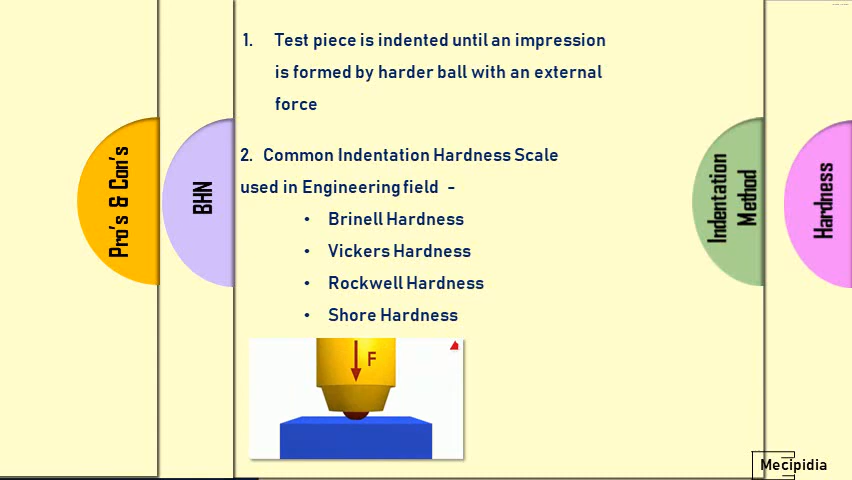 1. Test piece is indented until an impression
is formed by harder ball with an external
force
2. Common Indentation Hardness Scale
used in Engineering field -
• Brinell Hardness
• Vickers Hardness
• Rockwell Hardness
• Shore Hardness
F
Pro's & Con's
BHN
Indentation
Method
Hardness
Mecipidia